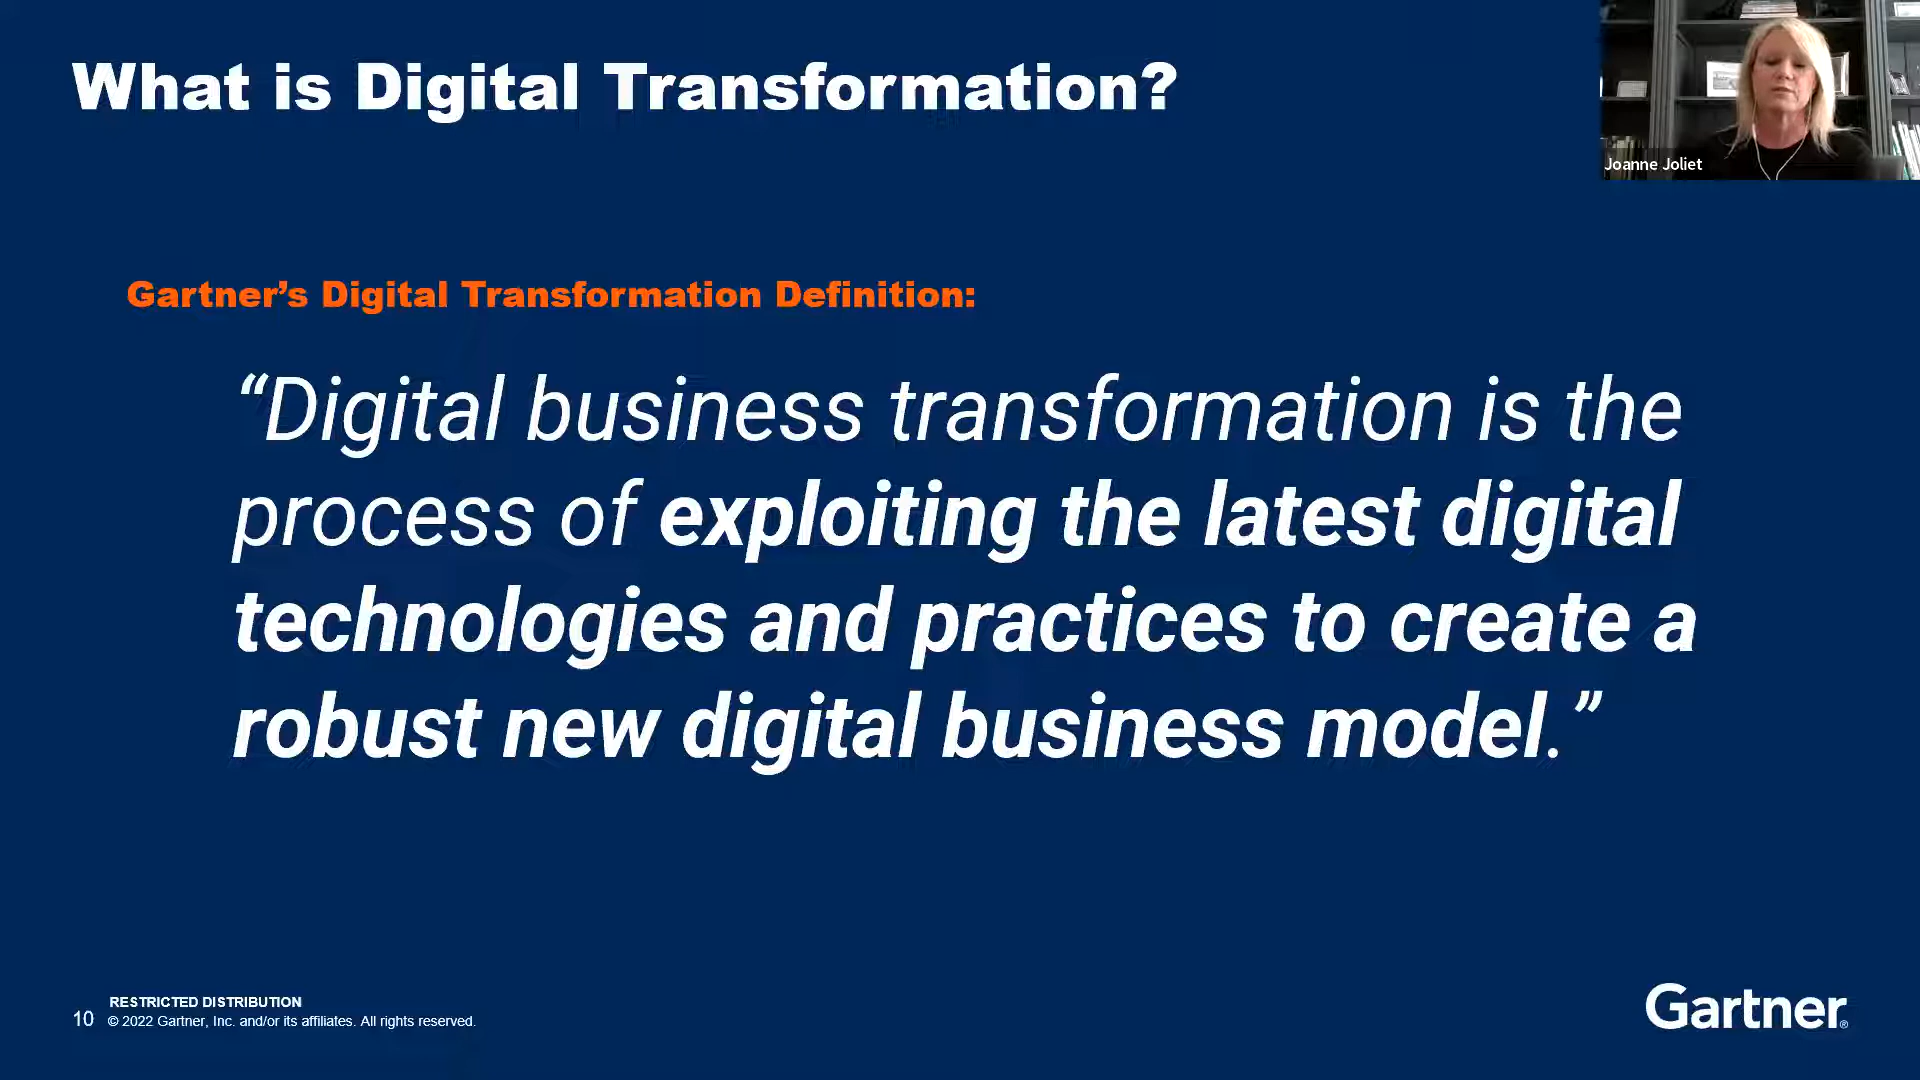 What is Digital Transformation?
Joanne Joliet
Gartner’s Digital Transformation Definition:
“Digital business transformation is the
process of exploiting the latest digital
technologies and practices to create a
robust new digital business model.”
RESTRICTED DISTRIBUTION
10 © 2022 Gartner, Inc. and/or its affiliates. All rights reserved.
Gartner®